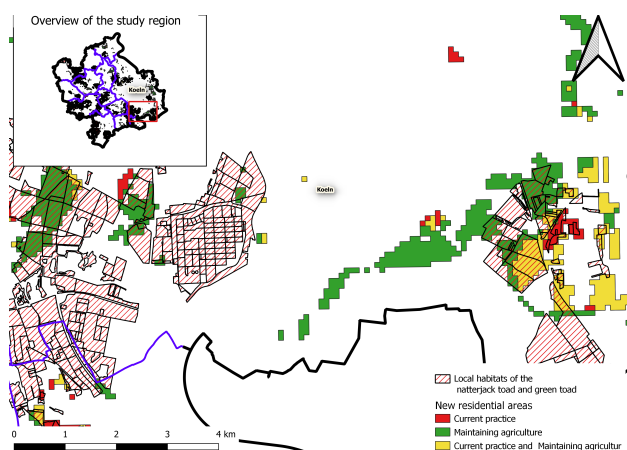 Overview of the study region
Koeln
Koeln
Local habitats of the
natterjack toad and green toad
New residential areas
Current practice
Maintaining agriculture
Current practice and Maintaining agricultur
0 1 2 3 4 km